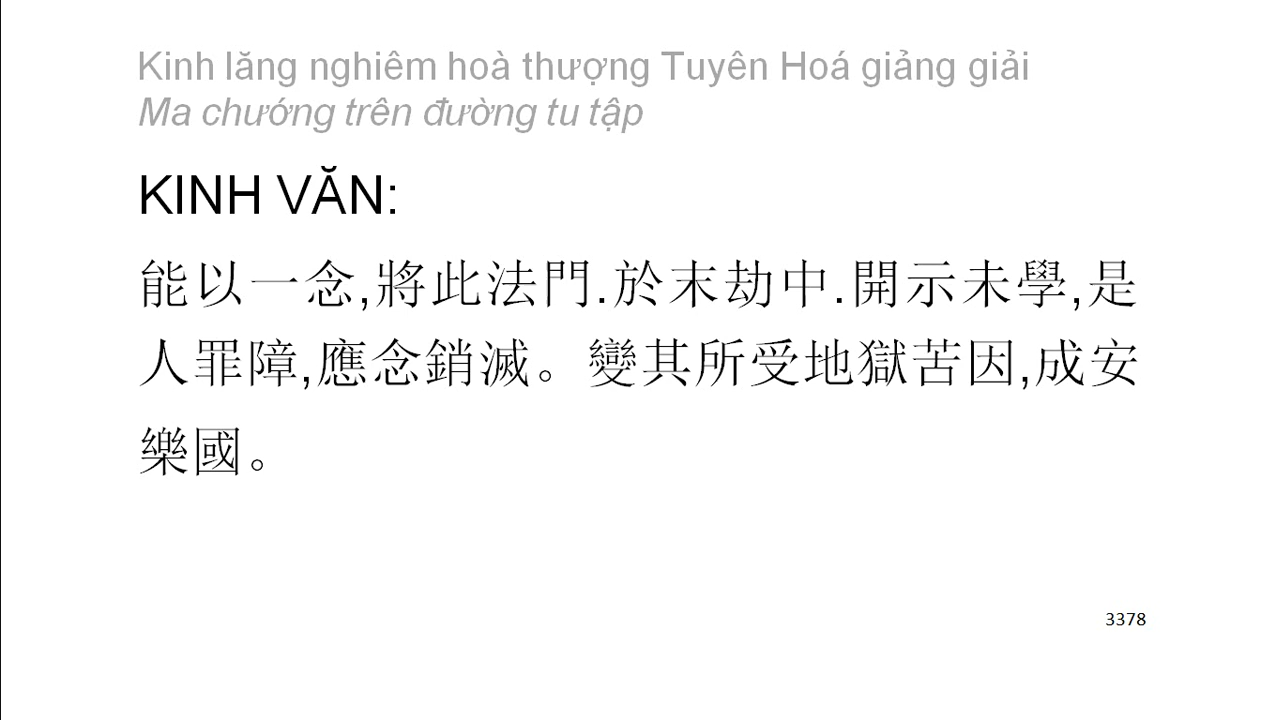 Kinh lăng nghiêm hoà thượng Tuyên Hoá giảng giải
Ma chướng trên đường tu tập
KINH VĂN:
能以一念,將此法門.於末劫中.開示未學,是
人罪障,應念銷滅。變其所受地獄苦因,成安
樂國。
3378